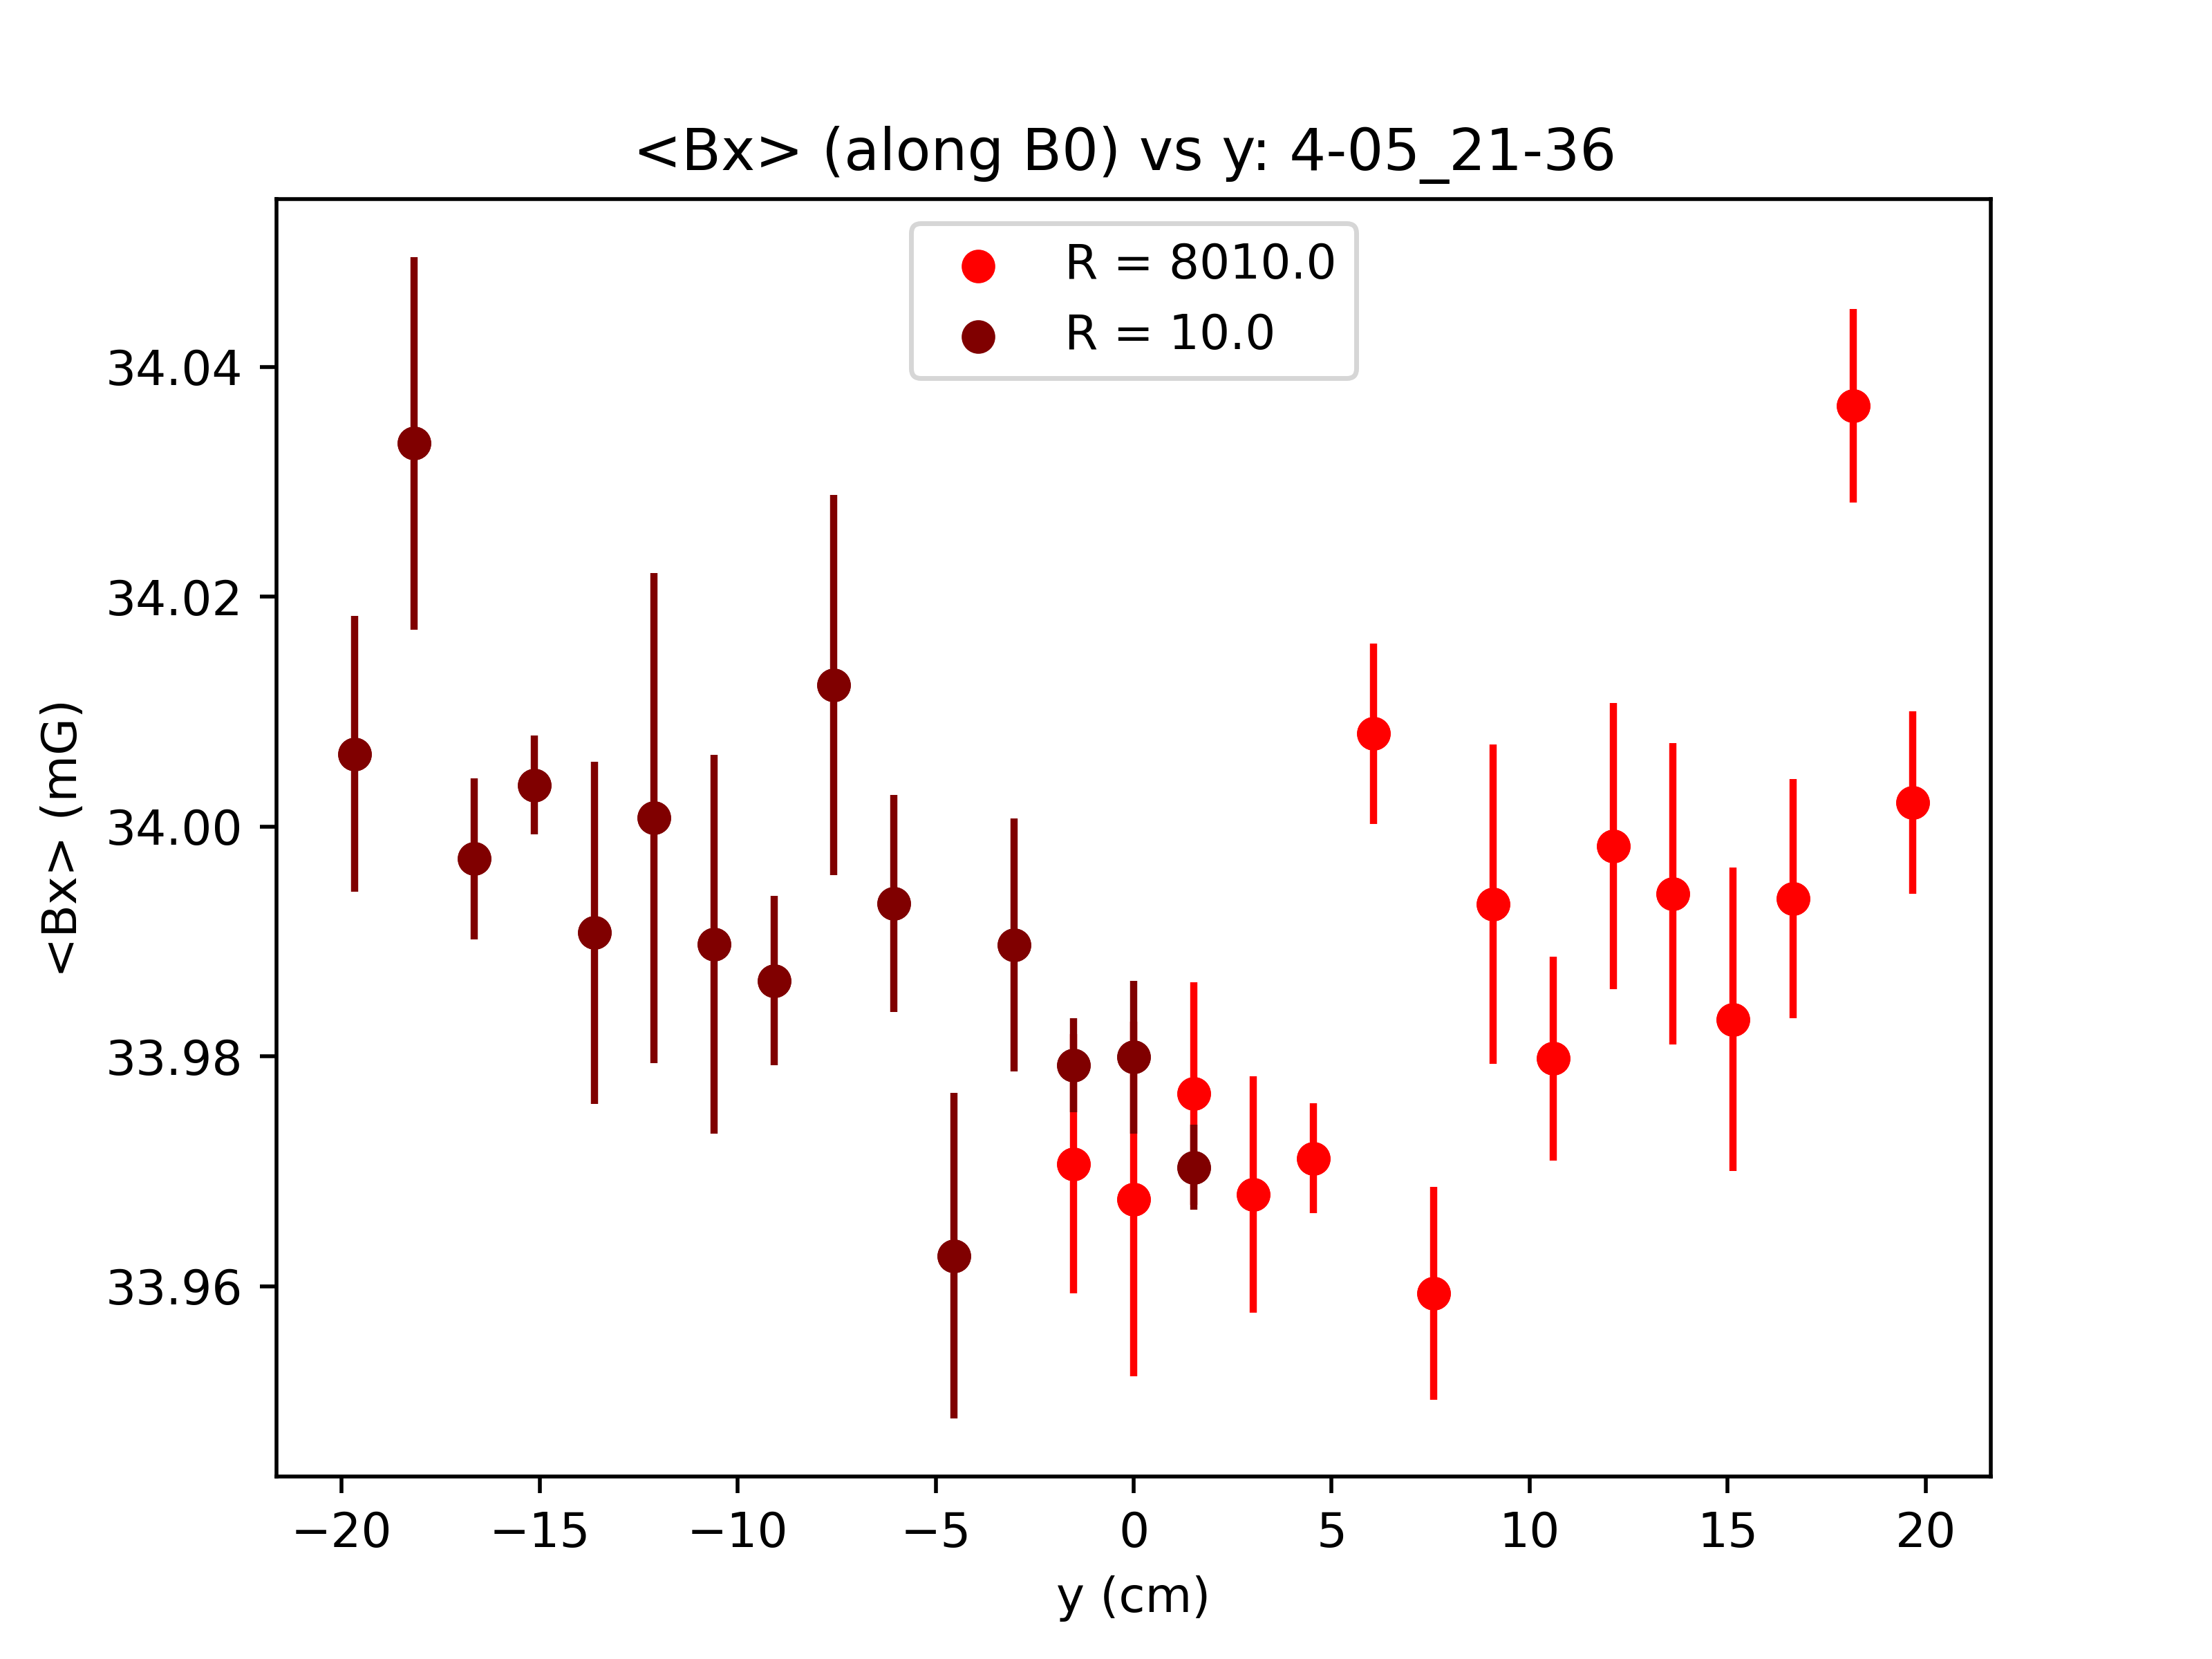 <Bx> (along B0) vs y: 4-05_21-36
R = 8010.0
R = 10.0
34.04
34.02
34.00
33.98
33.96
<Bx> (mG)
−20 −15 −10 −5 0 5 10 15 20
y (cm)